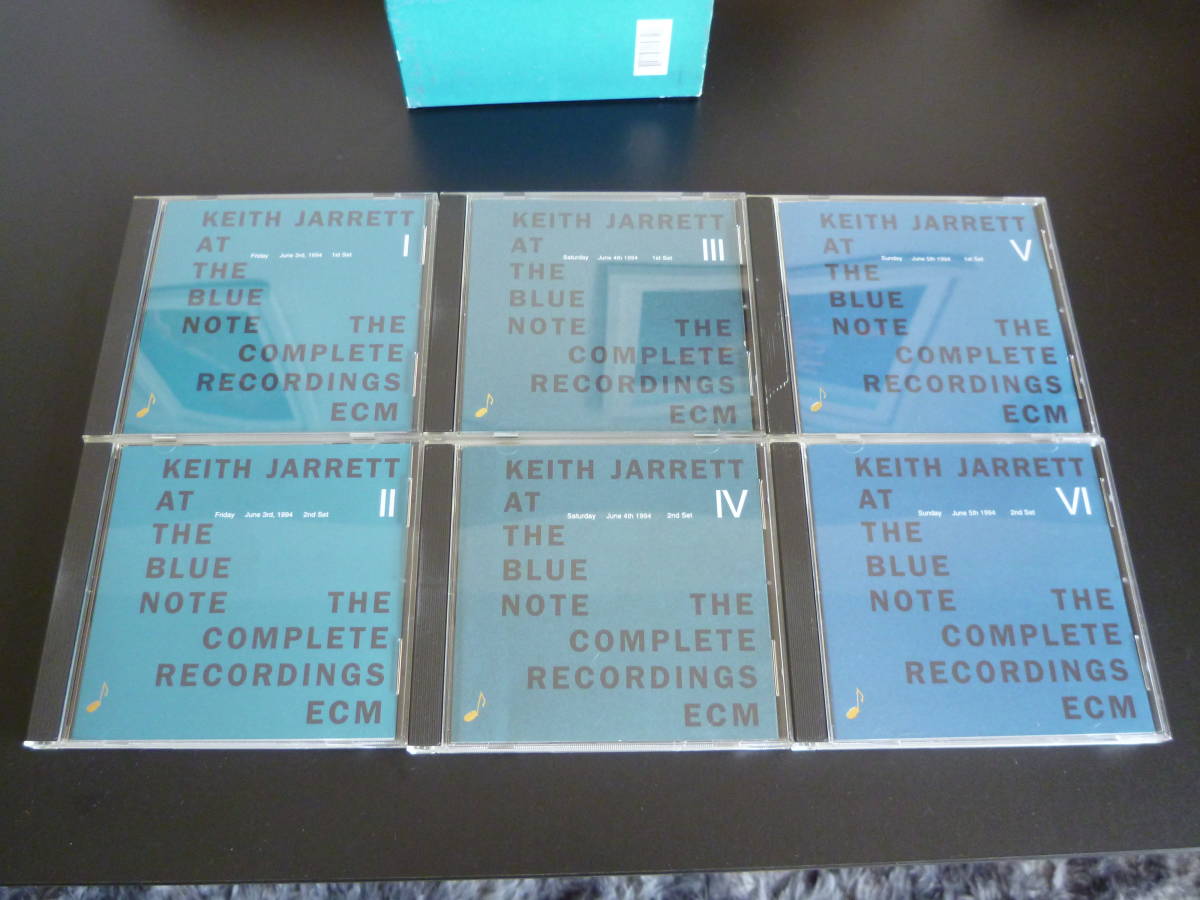 KEITH JARRETT
I
AT
Friday June 3rd, 1994 1st Set
THE
BLUE
NOTE THE
COMPLETE
RECORDINGS
ECM
KEITH JARRETT
III
AT
Saturday June 4th 1994 1st Set
THE
BLUE
NOTE THE
COMPLETE
RECORDINGS
ECM
KEITH JARRETT
V
AT
Sunday June 5th 1994 1st Set
THE
BLUE
NOTE THE
COMPLETE
RECORDINGS
ECM
KEITH JARRETT
II
AT
Friday June 3rd, 1994 2nd Set
THE
BLUE
NOTE THE
COMPLETE
RECORDINGS
ECM
KEITH JARRETT
IV
AT
Saturday June 4th 1994 2nd Set
THE
BLUE
NOTE THE
COMPLETE
RECORDINGS
ECM
KEITH JARRETT
VI
AT
Sunday June 5th 1994 2nd Set
THE
BLUE
NOTE THE
COMPLETE
RECORDINGS
ECM